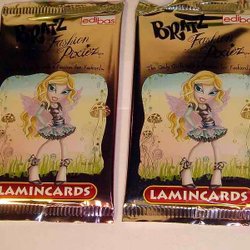 edibas
BRATZ
Fashion
Pixiez
LAMINCARDS
edibas
BRATZ
Fashion
Pixiez
LAMINCARDS